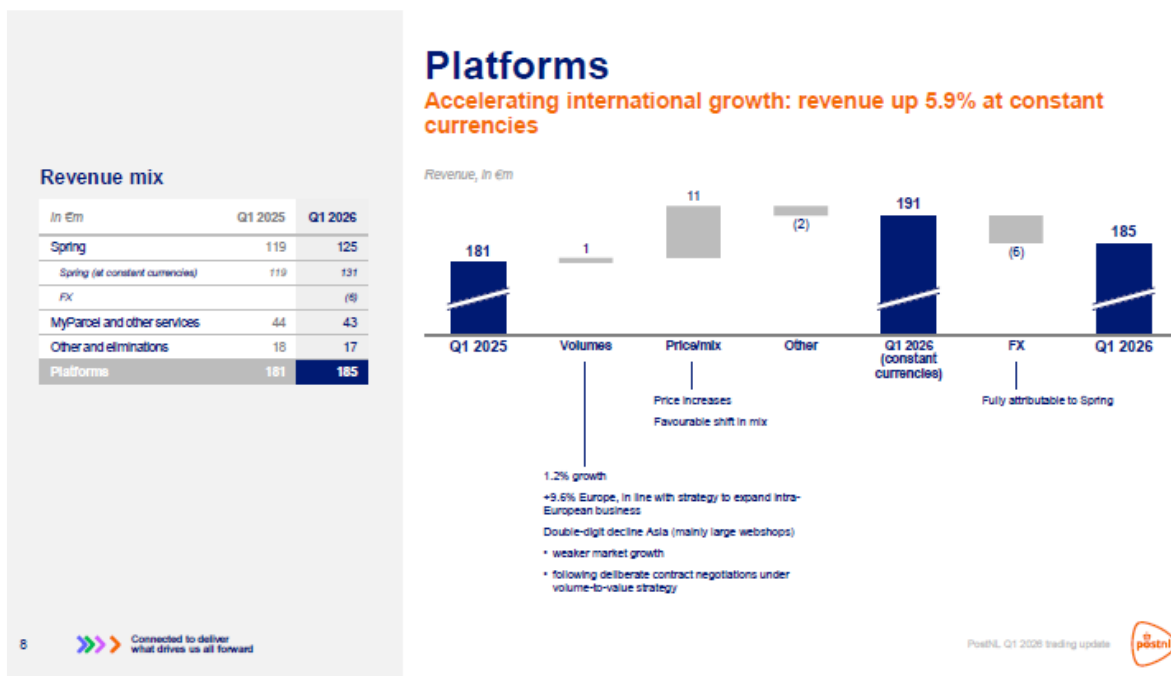 Platforms
Accelerating international growth: revenue up 5.9% at constant
currencies
Revenue mix
In €m Q1 2025 Q1 2026
Spring 119 125
Spring (at constant currencies) 119 131
FX (6)
MyParcel and other services 44 43
Other and eliminations 18 17
Platforms 181 185
Revenue, In €m
181
1
11
(2)
191
(6)
185
Q1 2025
Volumes
Price/mix
Other
Q1 2026
(constant
currencies)
FX
Q1 2026
Price increases
Favourable shift in mix
Fully attributable to Spring
1.2% growth
+9.6% Europe, in line with strategy to expand intra-
European business
Double-digit decline Asia (mainly large webshops)
• weaker market growth
• following deliberate contract negotiations under
volume-to-value strategy
8
Connected to deliver
what drives us all forward
PostNL Q1 2026 trading update
postnl